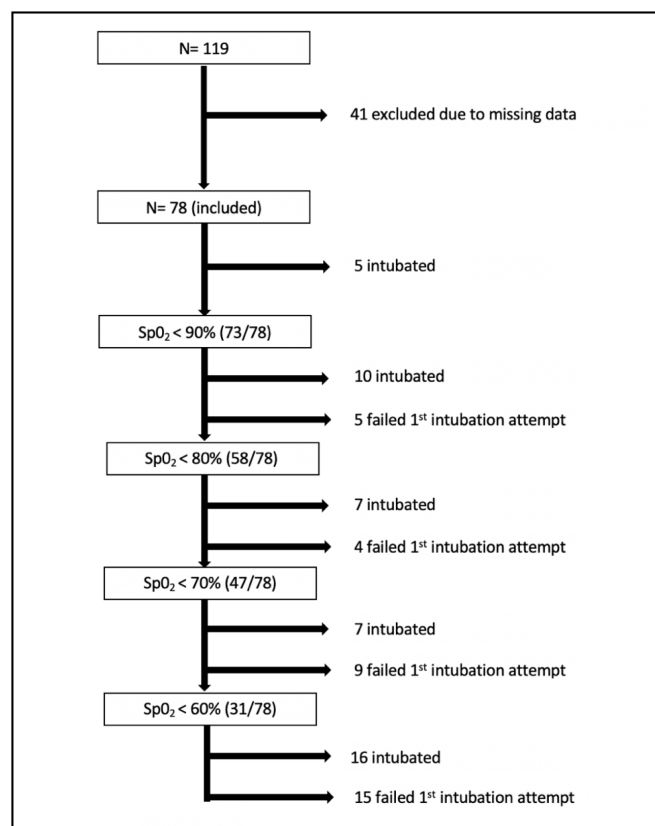 N= 119
41 excluded due to missing data
N= 78 (included)
5 intubated
Sp0₂ < 90% (73/78)
10 intubated
5 failed 1ˢᵗ intubation attempt
Sp0₂ < 80% (58/78)
7 intubated
4 failed 1ˢᵗ intubation attempt
Sp0₂ < 70% (47/78)
7 intubated
9 failed 1ˢᵗ intubation attempt
Sp0₂ < 60% (31/78)
16 intubated
15 failed 1ˢᵗ intubation attempt